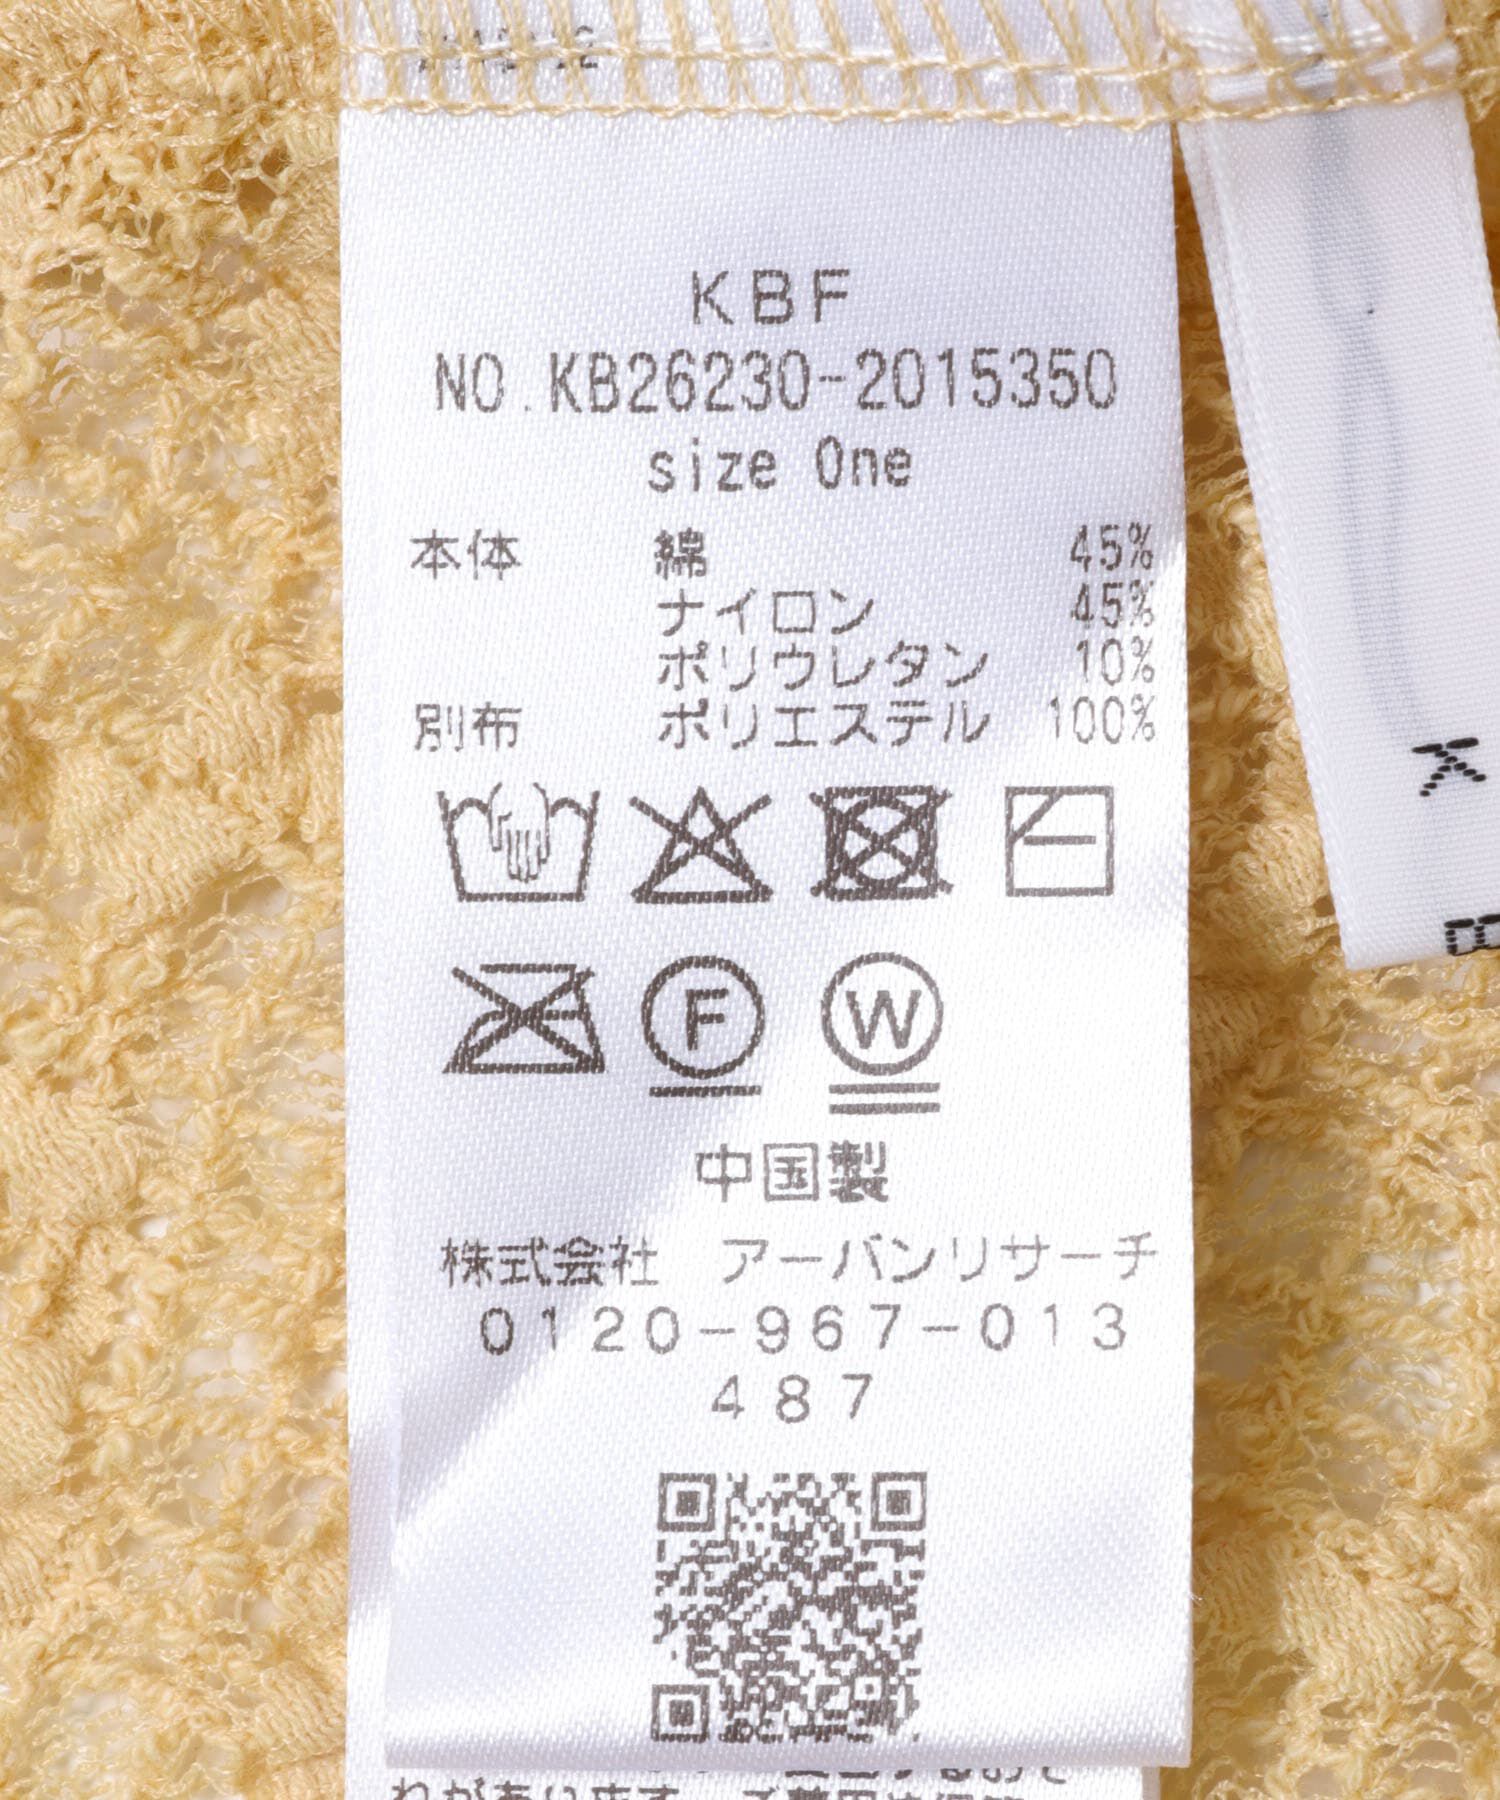 KBF
NO.KB26230-2015350
size One
本体 綿 45%
ナイロン 45%
ポリウレタン 10%
別布 ポリエステル 100%
F W
中国製
株式会社 アーバンリサーチ
0120-967-013
487
K
B